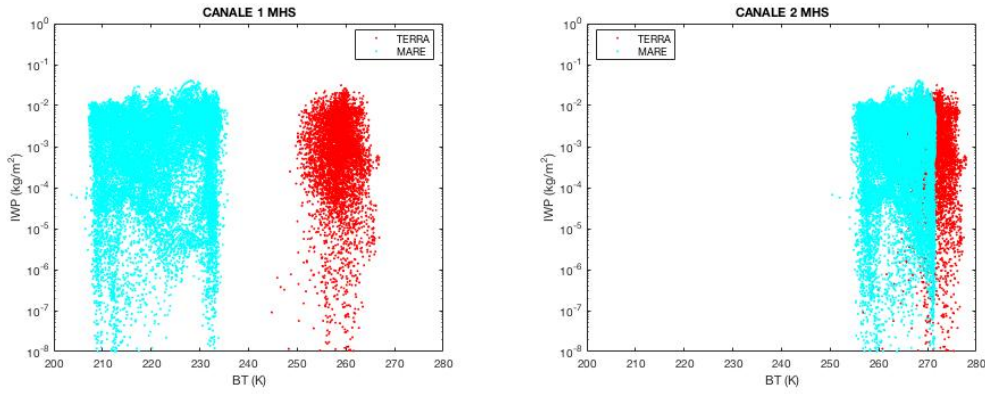 CANALE 1 MHS
10^0
10^-1
10^-2
10^-3
10^-4
10^-5
10^-6
10^-7
10^-8
IWP (kg/m^2)
TERRA
MARE
200 210 220 230 240 250 260 270 280
BT (K)
CANALE 2 MHS
10^0
10^-1
10^-2
10^-3
10^-4
10^-5
10^-6
10^-7
10^-8
IWP (kg/m^2)
TERRA
MARE
200 210 220 230 240 250 260 270 280
BT (K)